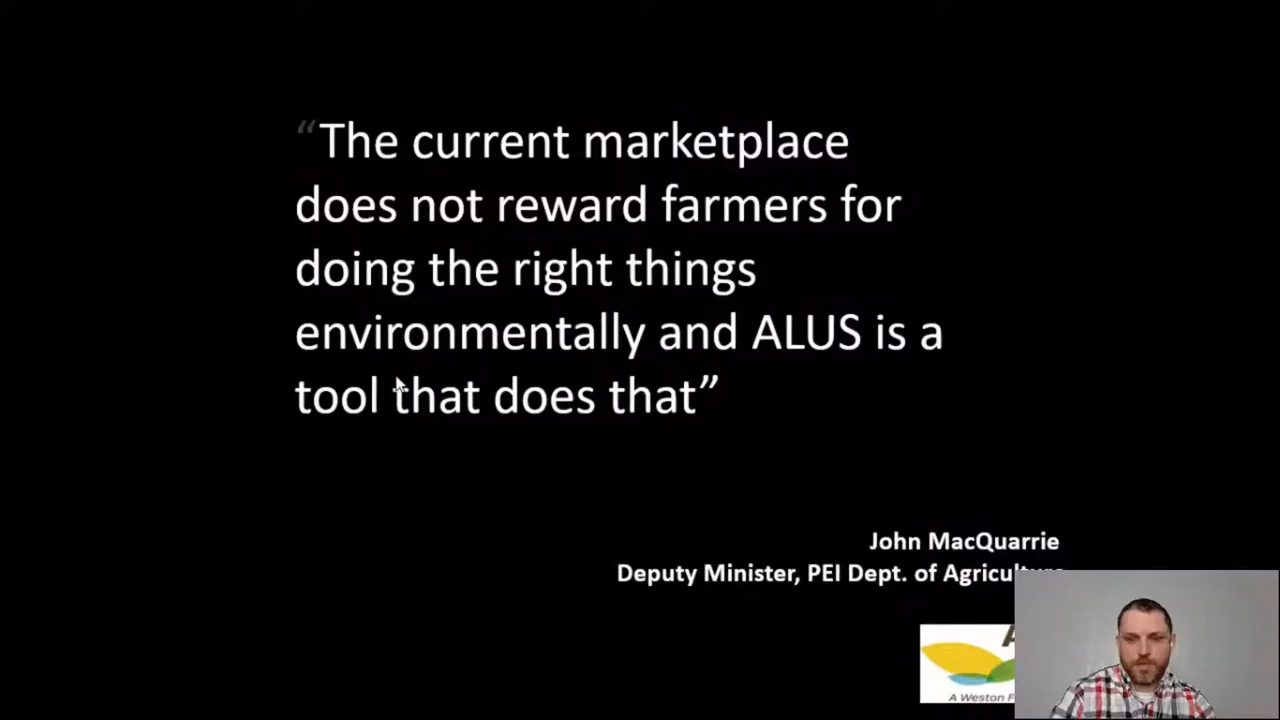 “The current marketplace
does not reward farmers for
doing the right things
environmentally and ALUS is a
tool that does that”
John MacQuarrie
Deputy Minister, PEI Dept. of Agriculture
A Weston